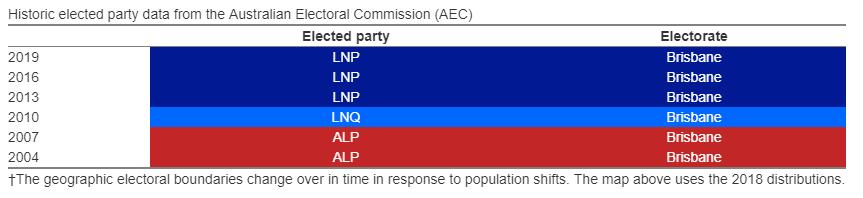 Historic elected party data from the Australian Electoral Commission (AEC)
Elected party Electorate
2019 LNP Brisbane
2016 LNP Brisbane
2013 LNP Brisbane
2010 LNQ Brisbane
2007 ALP Brisbane
2004 ALP Brisbane
†The geographic electoral boundaries change over in time in response to population shifts. The map above uses the 2018 distributions.